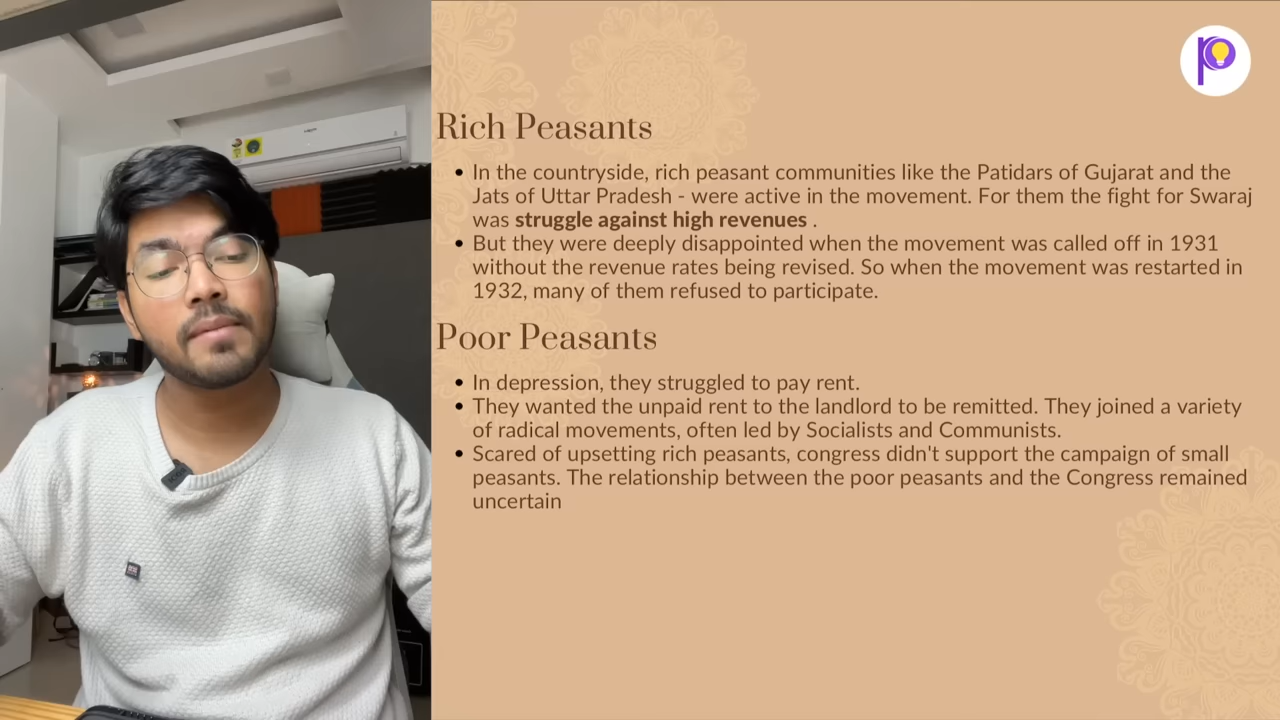 Rich Peasants
In the countryside, rich peasant communities like the Patidars of Gujarat and the
Jats of Uttar Pradesh - were active in the movement. For them the fight for Swaraj
was struggle against high revenues .
But they were deeply disappointed when the movement was called off in 1931
without the revenue rates being revised. So when the movement was restarted in
1932, many of them refused to participate.
Poor Peasants
In depression, they struggled to pay rent.
They wanted the unpaid rent to the landlord to be remitted. They joined a variety
of radical movements, often led by Socialists and Communists.
Scared of upsetting rich peasants, congress didn't support the campaign of small
peasants. The relationship between the poor peasants and the Congress remained
uncertain